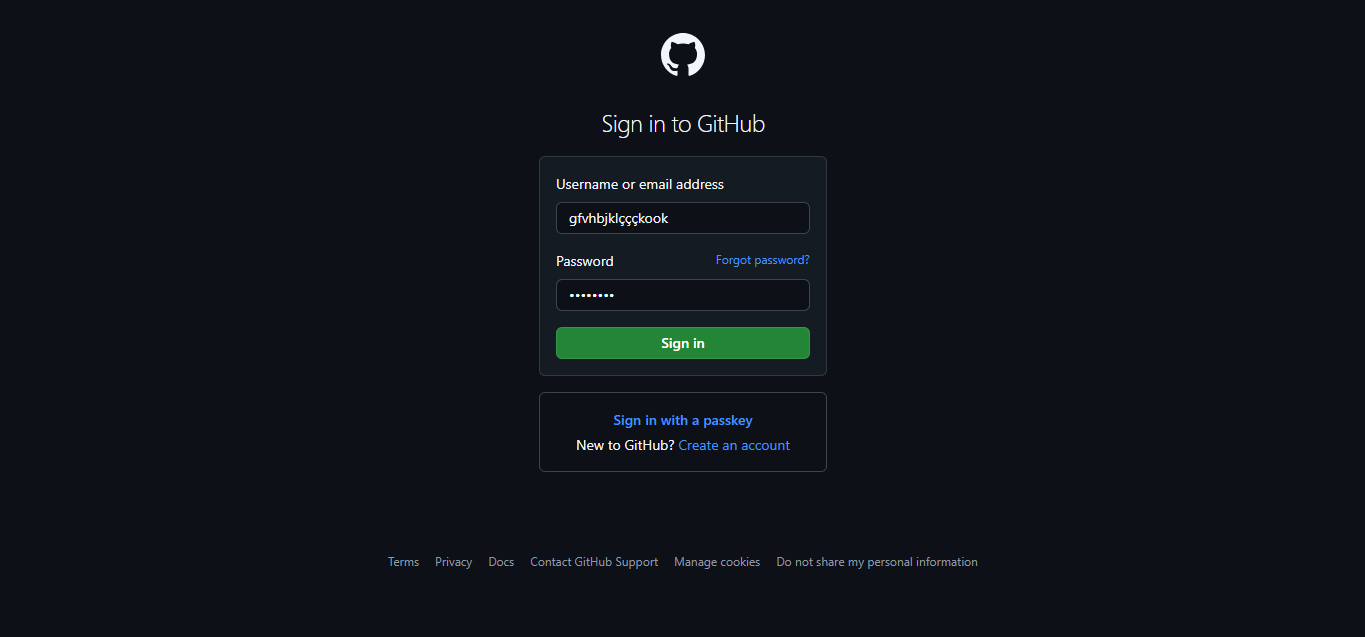 Sign in to GitHub
Username or email address
gfvhbjklçççkook
Password Forgot password?
••••••••
Sign in
Sign in with a passkey
New to GitHub? Create an account
Terms Privacy Docs Contact GitHub Support Manage cookies Do not share my personal information